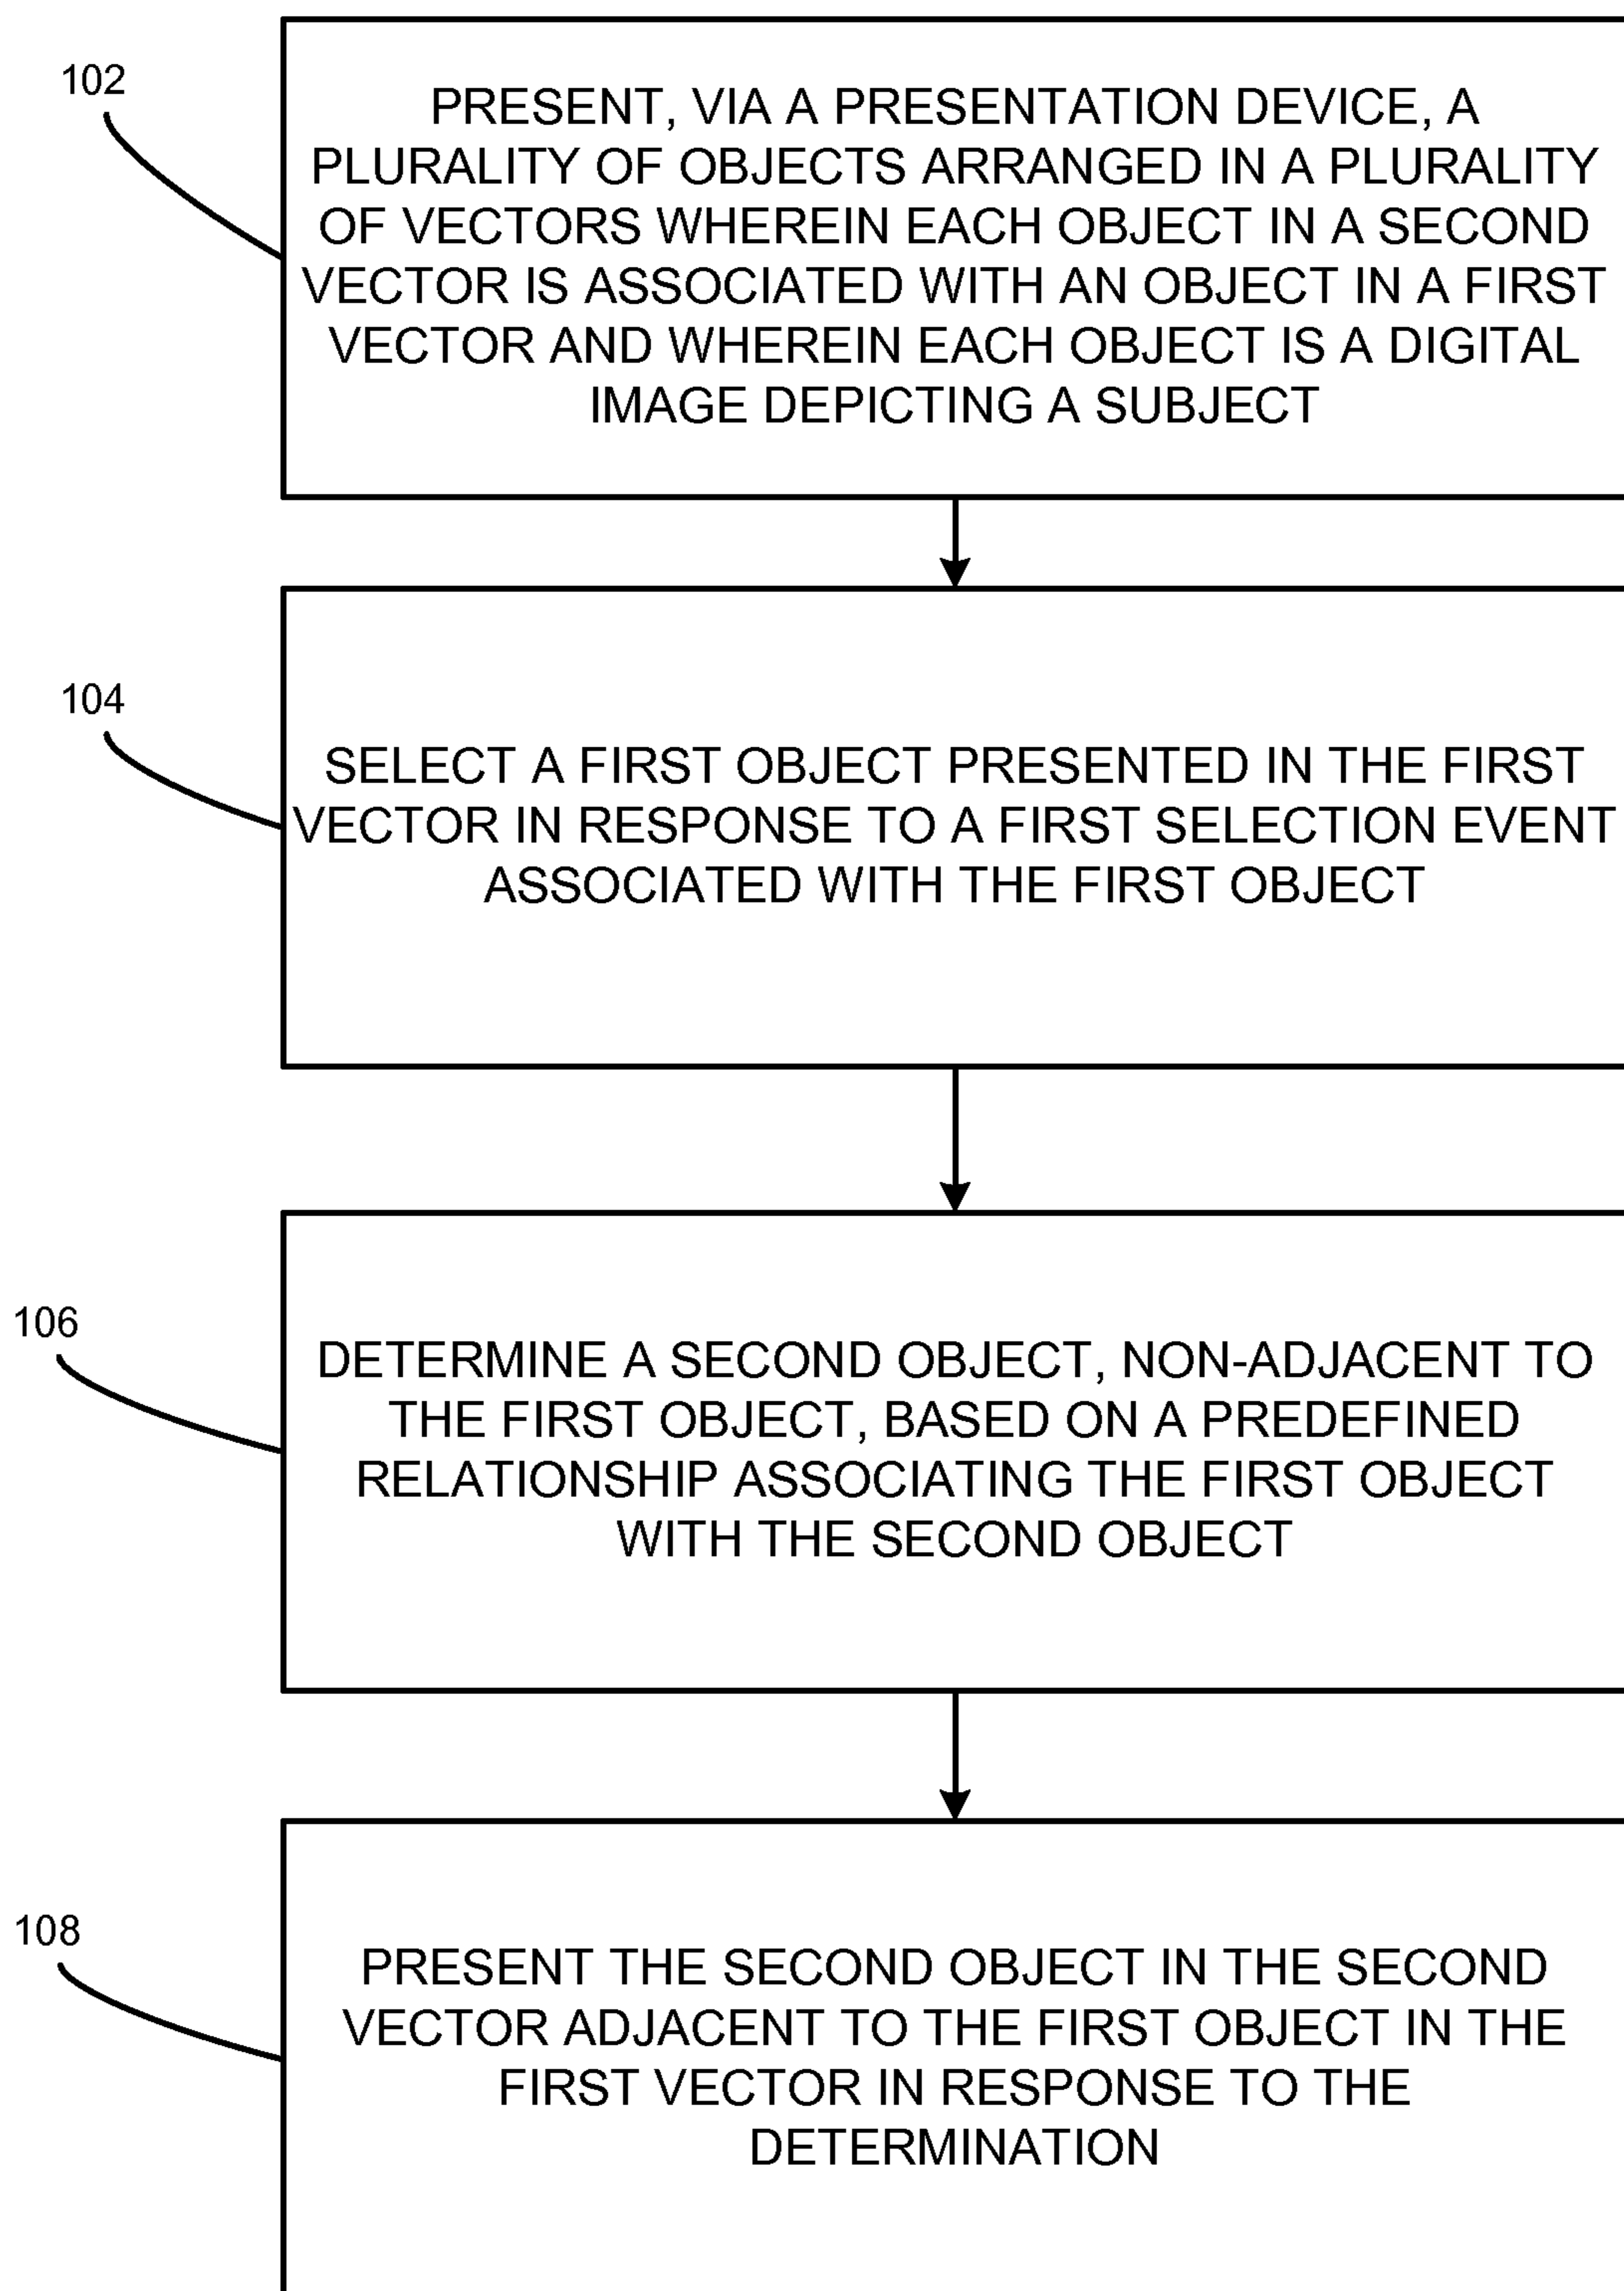 102
PRESENT, VIA A PRESENTATION DEVICE, A
PLURALITY OF OBJECTS ARRANGED IN A PLURALITY
OF VECTORS WHEREIN EACH OBJECT IN A SECOND
VECTOR IS ASSOCIATED WITH AN OBJECT IN A FIRST
VECTOR AND WHEREIN EACH OBJECT IS A DIGITAL
IMAGE DEPICTING A SUBJECT
104
SELECT A FIRST OBJECT PRESENTED IN THE FIRST
VECTOR IN RESPONSE TO A FIRST SELECTION EVENT
ASSOCIATED WITH THE FIRST OBJECT
106
DETERMINE A SECOND OBJECT, NON-ADJACENT TO
THE FIRST OBJECT, BASED ON A PREDEFINED
RELATIONSHIP ASSOCIATING THE FIRST OBJECT
WITH THE SECOND OBJECT
108
PRESENT THE SECOND OBJECT IN THE SECOND
VECTOR ADJACENT TO THE FIRST OBJECT IN THE
FIRST VECTOR IN RESPONSE TO THE
DETERMINATION